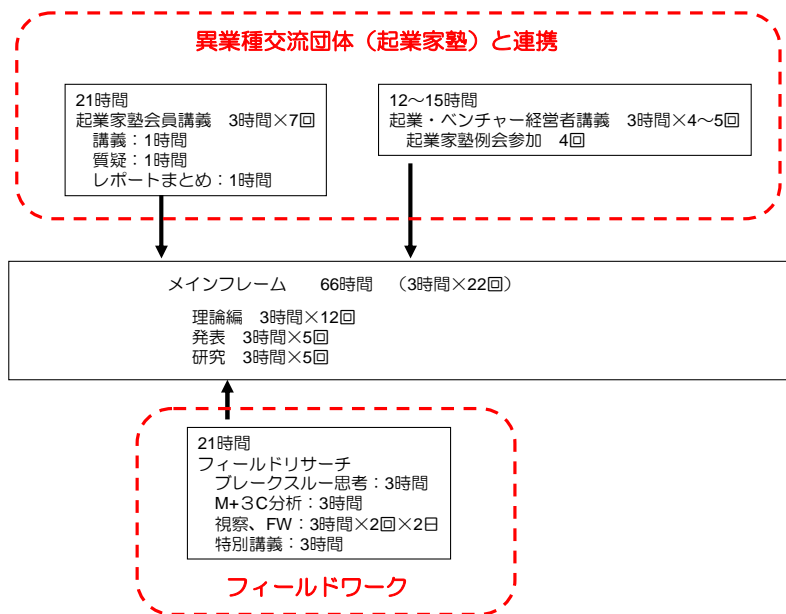 異業種交流団体（起業家塾）と連携
21時間
起業家塾会員講義　3時間×7回
講義：1時間
質疑：1時間
レポートまとめ：1時間
12～15時間
起業・ベンチャー経営者講義　3時間×4～5回
起業家塾例会参加　4回
メインフレーム　　66時間　（3時間×22回）
理論編　3時間×12回
発表　3時間×5回
研究　3時間×5回
21時間
フィールドリサーチ
ブレークスルー思考：3時間
M+３C分析：3時間
視察、FW：3時間×2回×2日
特別講義：3時間
フィールドワーク